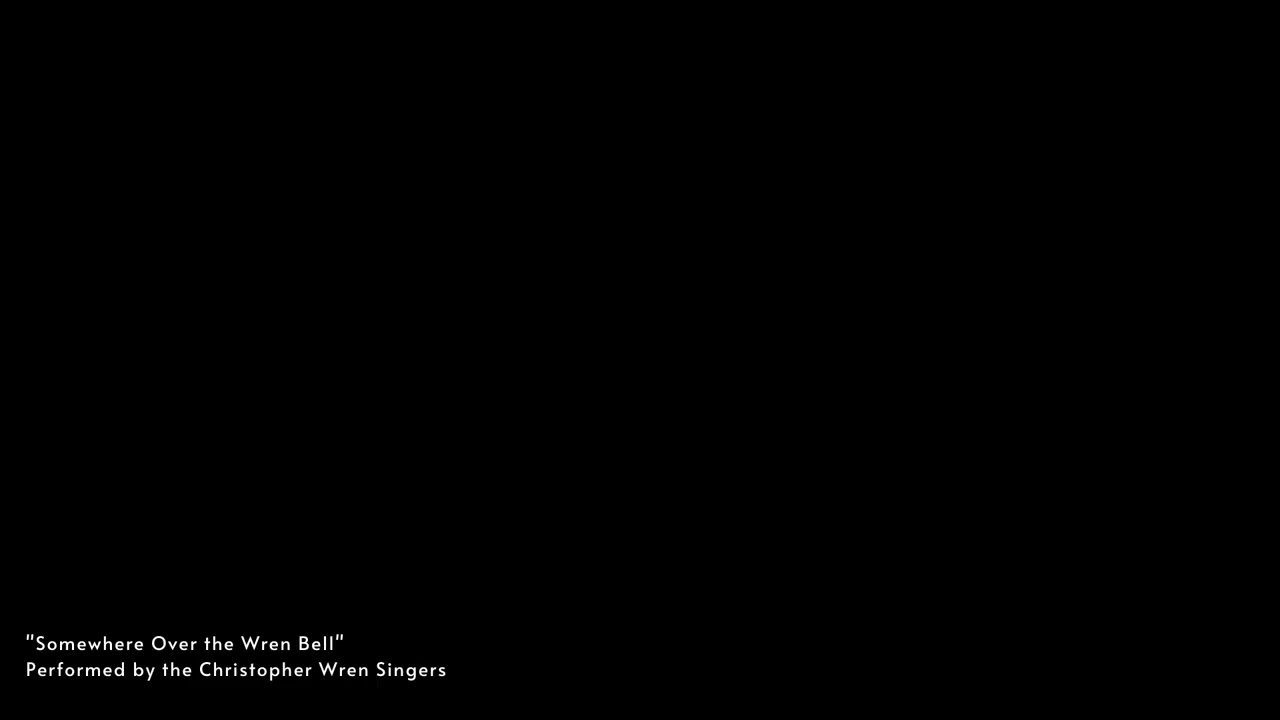 "Somewhere Over the Wren Bell"
Performed by the Christopher Wren Singers